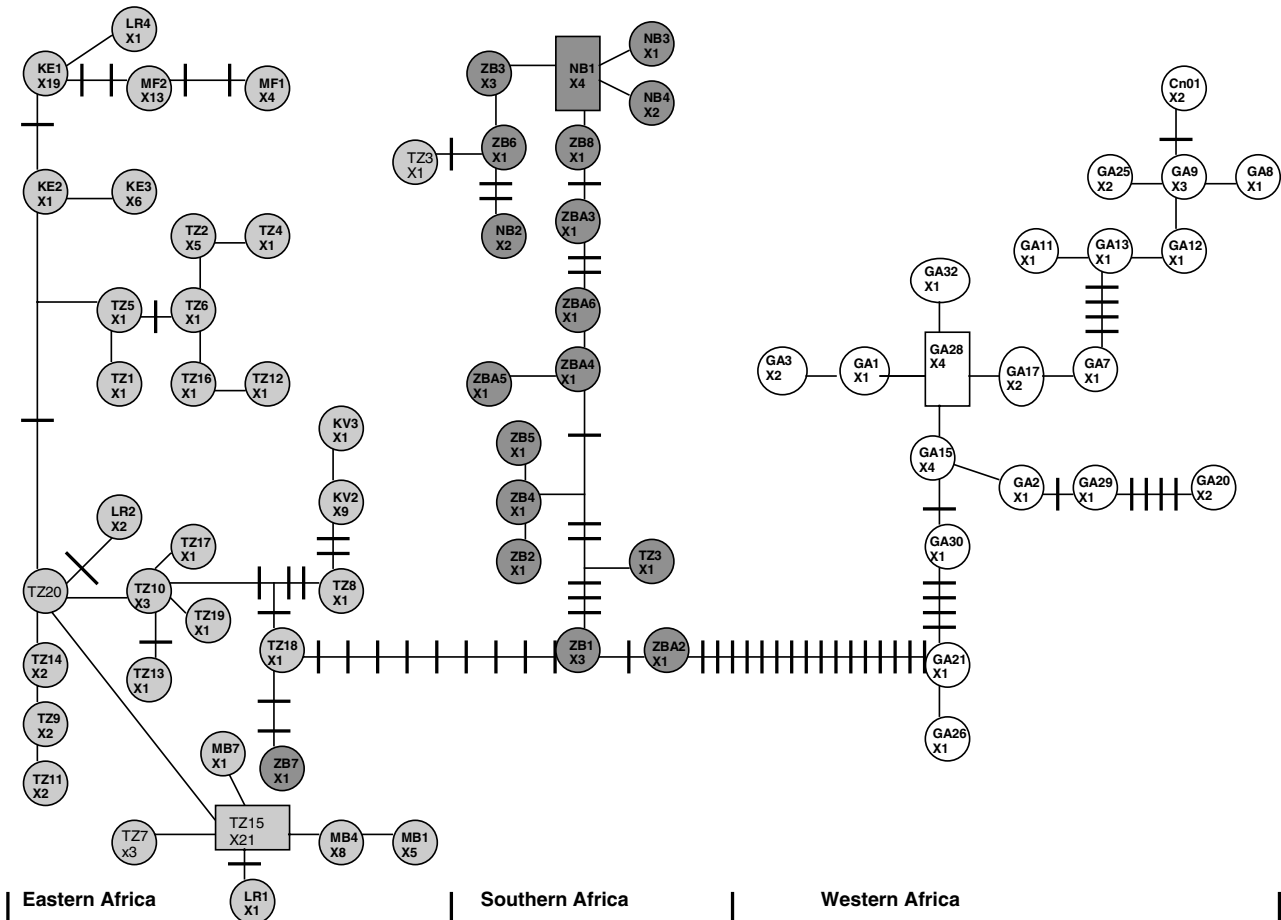 LR4
X1
KE1
X19
MF2
X13
MF1
X4
KE2
X1
KE3
X6
TZ2
X5
TZ4
X1
TZ5
X1
TZ6
X1
TZ1
X1
TZ16
X1
TZ12
X1
KV3
X1
KV2
X9
LR2
X2
TZ17
X1
TZ20
TZ10
X3
TZ19
X1
TZ8
X1
TZ14
X2
TZ13
X1
TZ18
X1
TZ9
X2
TZ11
X2
MB7
X1
ZB7
X1
TZ7
x3
TZ15
X21
MB4
X8
MB1
X5
LR1
X1
ZB3
X3
NB1
X4
NB3
X1
NB4
X2
TZ3
X1
ZB6
X1
ZB8
X1
NB2
X2
ZBA3
X1
ZBA6
X1
ZBA5
X1
ZBA4
X1
ZB5
X1
ZB4
X1
ZB2
X1
TZ3
X1
ZB1
X3
ZBA2
X1
Cn01
X2
GA25
X2
GA9
X3
GA8
X1
GA11
X1
GA13
X1
GA12
X1
GA32
X1
GA3
X2
GA1
X1
GA28
X4
GA17
X2
GA7
X1
GA15
X4
GA2
X1
GA29
X1
GA20
X2
GA30
X1
GA21
X1
GA26
X1
Eastern Africa
Southern Africa
Western Africa